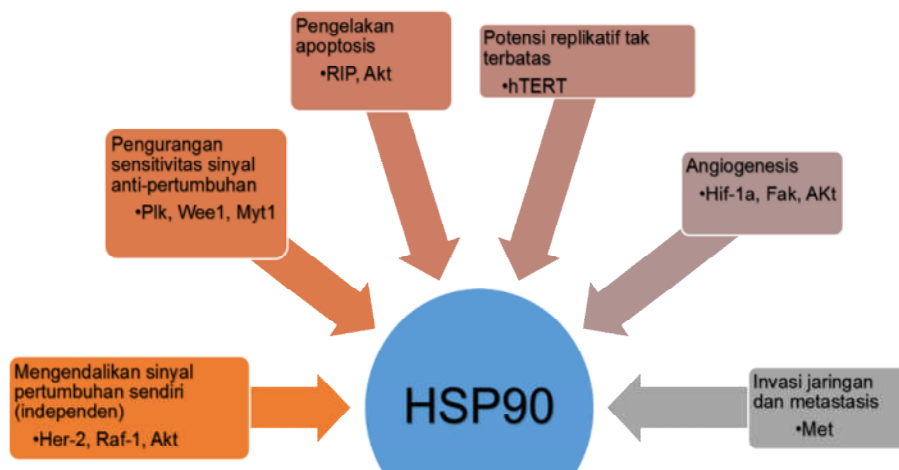 Pengelakan
apoptosis
•RIP, Akt
Potensi replikatif tak
terbatas
•hTERT
Pengurangan
sensitivitas sinyal
anti-pertumbuhan
•Plk, Wee1, Myt1
Angiogenesis
•Hif-1a, Fak, AKt
Mengendalikan sinyal
pertumbuhan sendiri
(independen)
•Her-2, Raf-1, Akt
HSP90
Invasi jaringan
dan metastasis
•Met